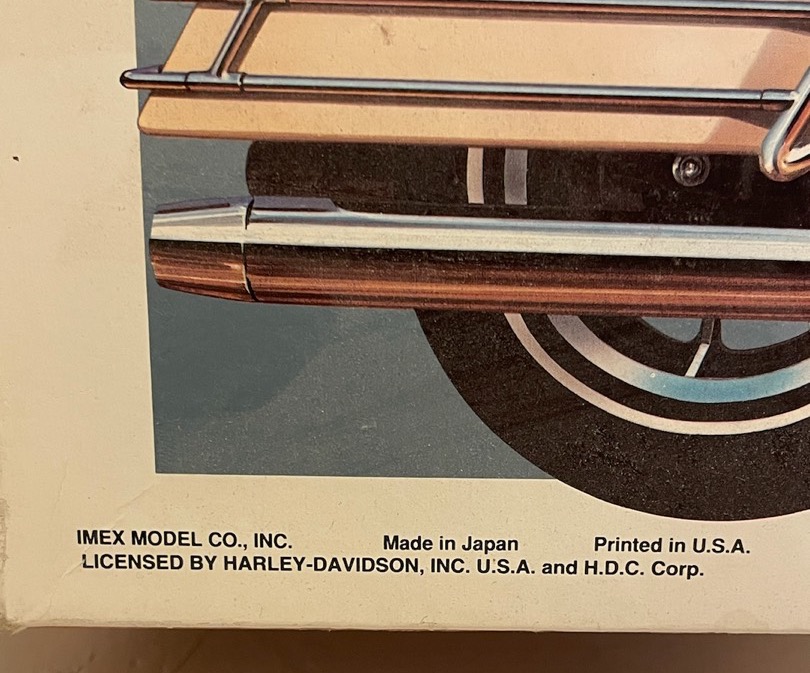 IMEX MODEL CO., INC. Made in Japan Printed in U.S.A.
LICENSED BY HARLEY-DAVIDSON, INC. U.S.A. and H.D.C. Corp.